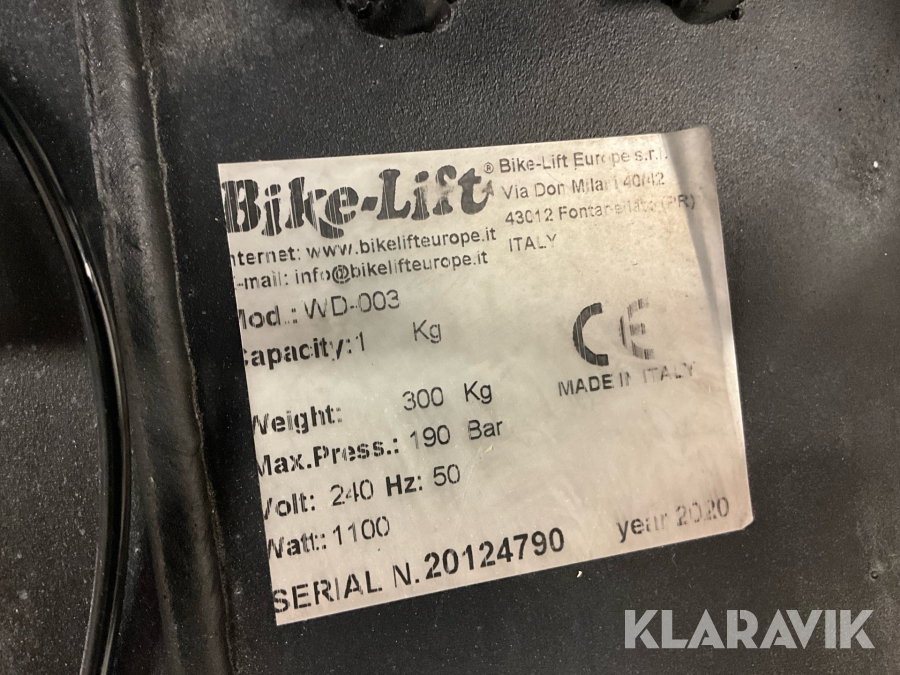 Bike-Lift®
Bike-Lift Europe s.r.l.
Via Don Milani 40/42
43012 Fontanellato (PR)
ITALY
nternet: www.bikelifteurope.it
-mail: info@bikelifteurope.it
Mod.: WD-003
Capacity: 1 Kg
Weight: 300 Kg
Max.Press.: 190 Bar
Volt: 240 Hz: 50
Watt: 1100
SERIAL N. 20124790
year 2020
CE
MADE IN ITALY
KLARAVIK